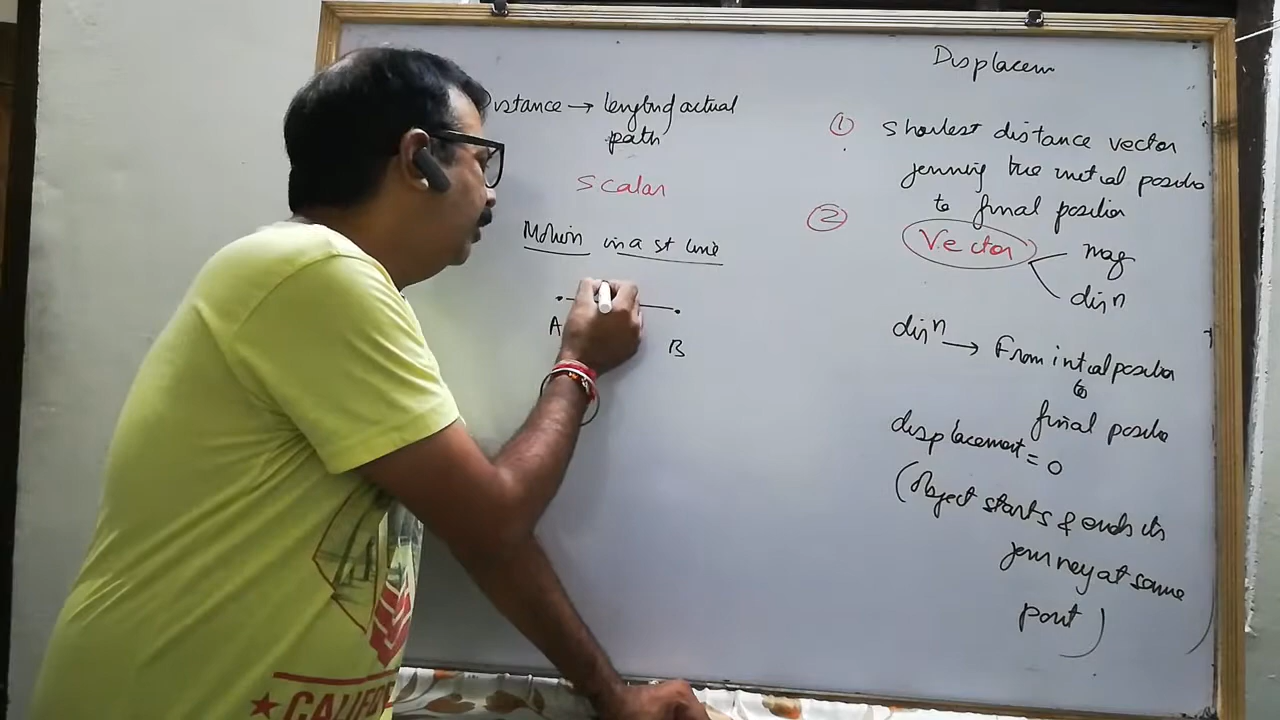 Distance → length of actual
path
scalar
Motion in a st line
A
B
Displacem
① Shortest distance vector
joining the initial position
to final position
② Vector
mag
dirn
dirn → From initial position
to
final position
displacement = 0
(object starts & ends its
journey at same
point)
CALIFO